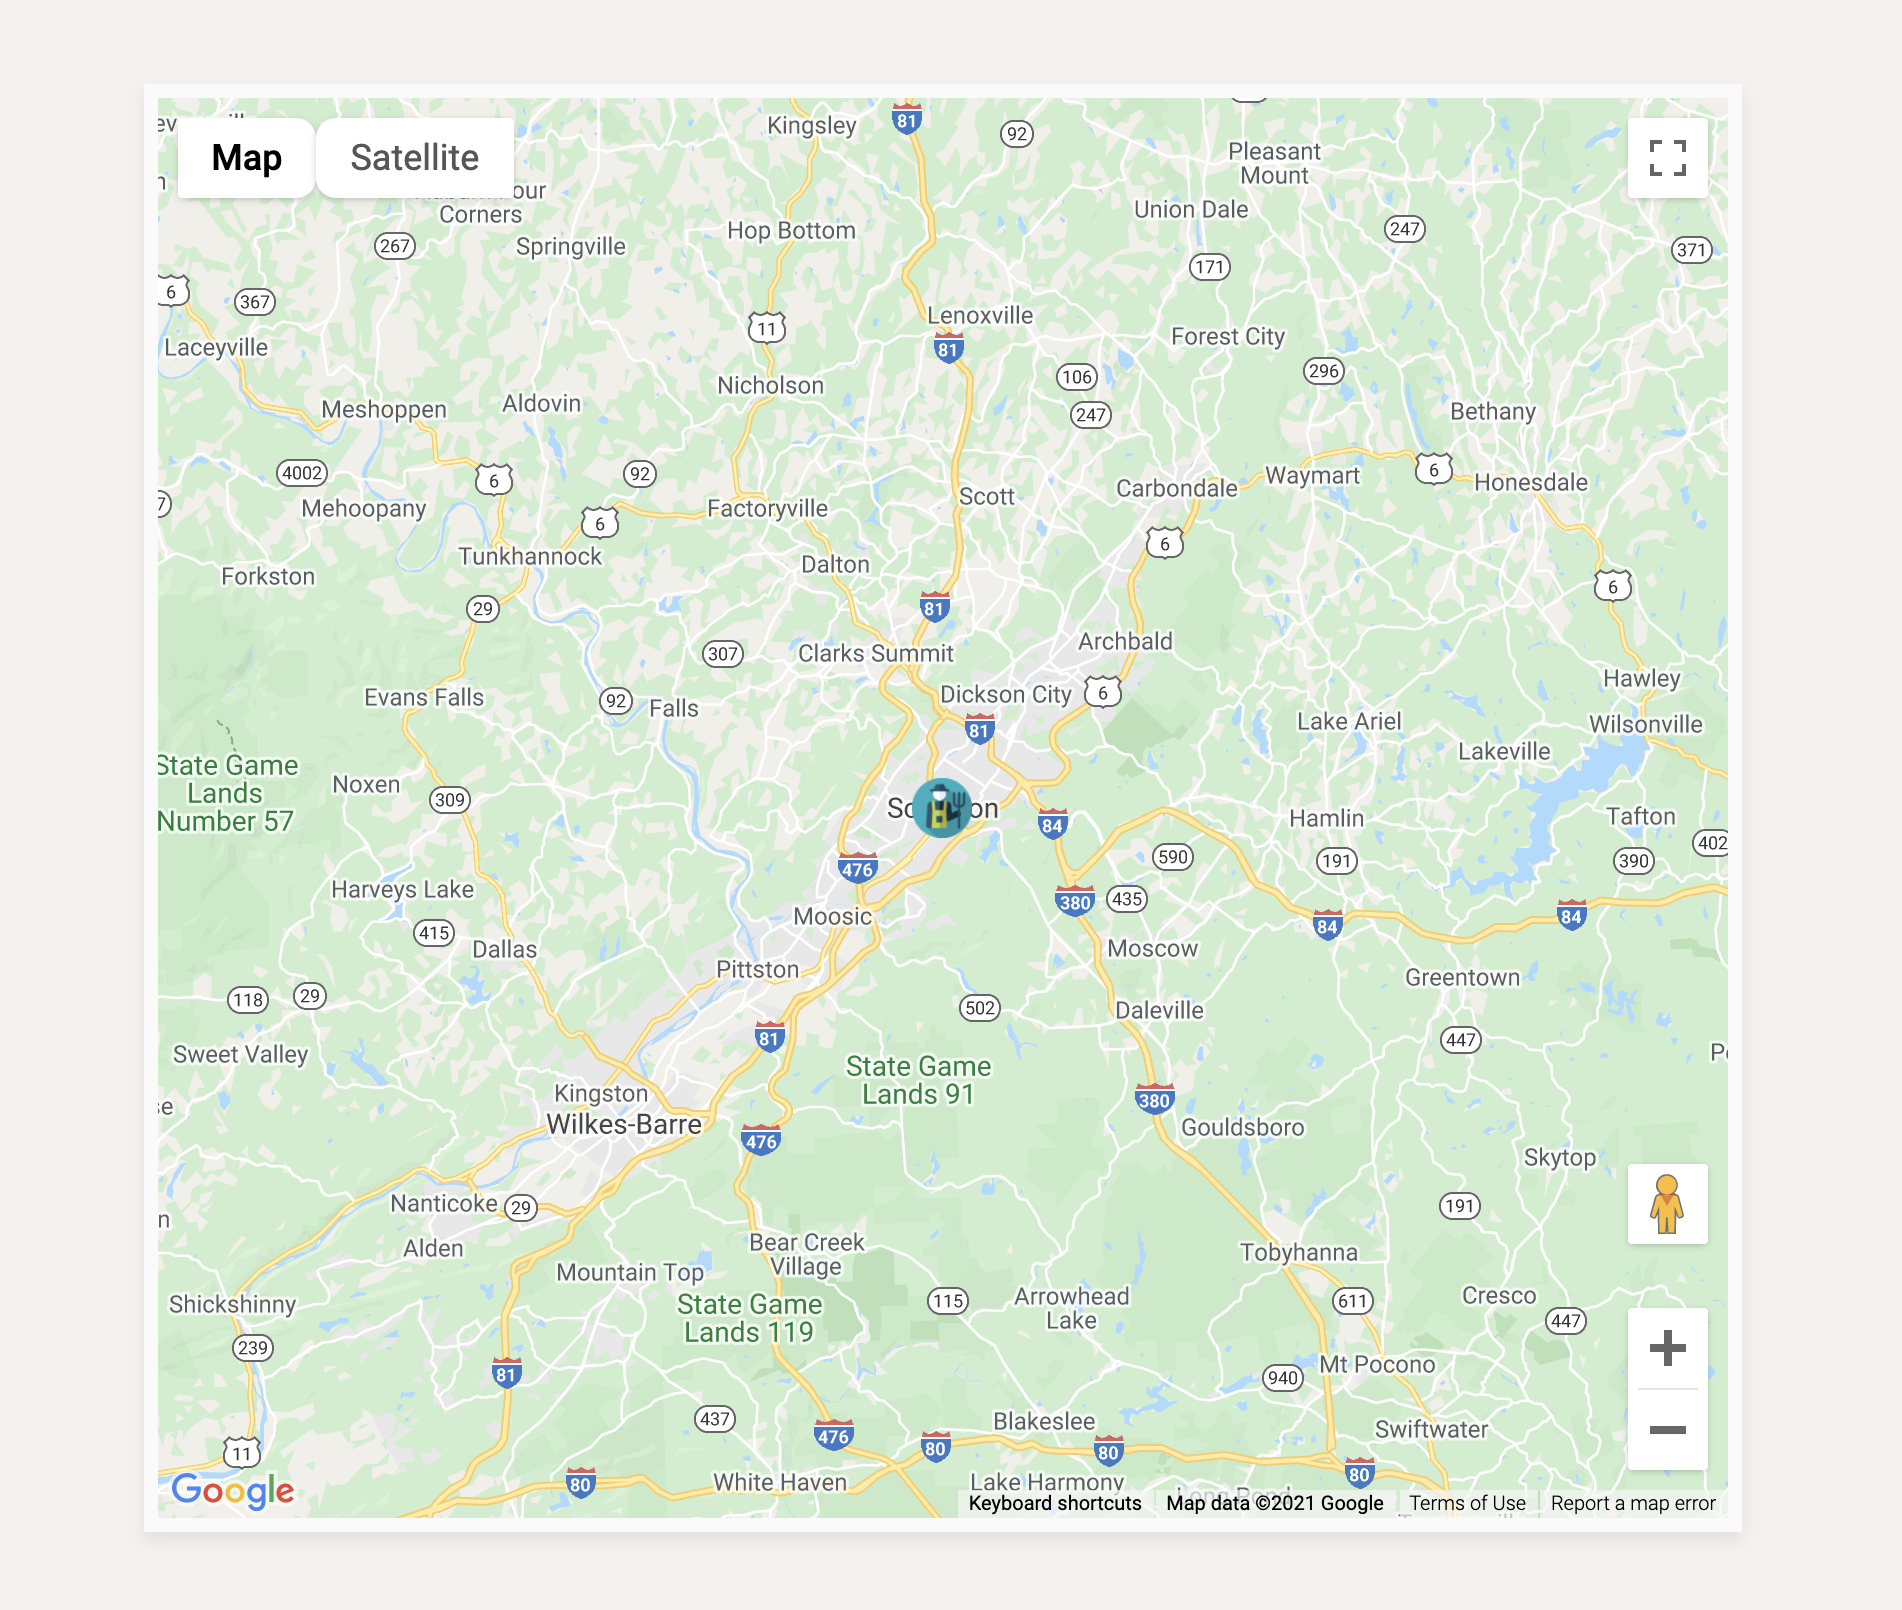 Map
Satellite
Kingsley
81
92
Pleasant
Mount
Union Dale
Corners
267
Springville
Hop Bottom
247
371
171
6
367
11
Lenoxville
81
Laceyville
Forest City
Nicholson
106
296
247
Meshoppen
Aldovin
Bethany
4002
6
92
Carbondale
Waymart
6
Honesdale
Mehoopany
Factoryville
Scott
6
6
Tunkhannock
Dalton
Forkston
6
29
81
307
Clarks Summit
Archbald
Evans Falls
92
Falls
Dickson City
6
Hawley
81
Lake Ariel
Wilsonville
Lakeville
State Game
Lands
Number 57
Noxen
309
84
Hamlin
Tafton
402
476
590
191
390
Harveys Lake
380
435
84
84
415
Moosic
Dallas
Moscow
Pittston
Greentown
118
29
502
Daleville
81
447
Sweet Valley
State Game
Lands 91
Kingston
380
Wilkes-Barre
476
Gouldsboro
Skytop
Nanticoke
29
191
Alden
Bear Creek
Village
Tobyhanna
Mountain Top
Shickshinny
State Game
Lands 119
115
Arrowhead
Lake
611
Cresco
447
239
81
940
Mt Pocono
437
476
80
Blakeslee
80
Swiftwater
11
80
Google
80
White Haven
Lake Harmony
Keyboard shortcuts
Map data ©2021 Google
Terms of Use
Report a map error